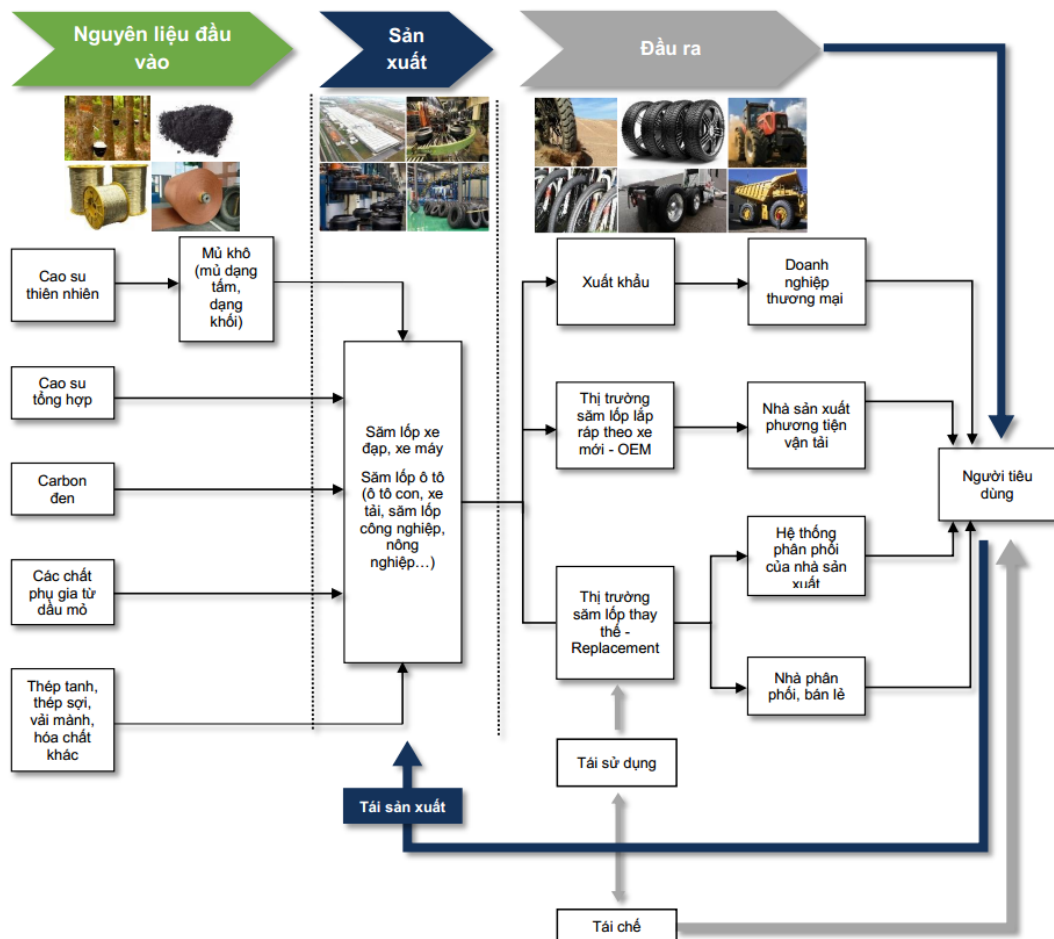 Nguyên liệu đầu
vào
Sản
xuất
Đầu ra
Cao su
thiên nhiên
Mủ khô
(mủ dạng
tấm,
dạng
khối)
Cao su
tổng hợp
Carbon
đen
Các chất
phụ gia từ
dầu mỏ
Thép tanh,
thép sợi,
vải mành,
hóa chất
khác
Săm lốp xe
đạp, xe máy
Săm lốp ô tô
(ô tô con, xe
tải, săm lốp
công nghiệp,
nông
nghiệp…)
Xuất khẩu
Doanh
nghiệp
thương mại
Thị trường
săm lốp lắp
ráp theo xe
mới - OEM
Nhà sản xuất
phương tiện
vận tải
Người tiêu
dùng
Hệ thống
phân phối
của nhà sản
xuất
Thị trường
săm lốp thay
thế -
Replacement
Nhà phân
phối, bán lẻ
Tái sử dụng
Tái sản xuất
Tái chế